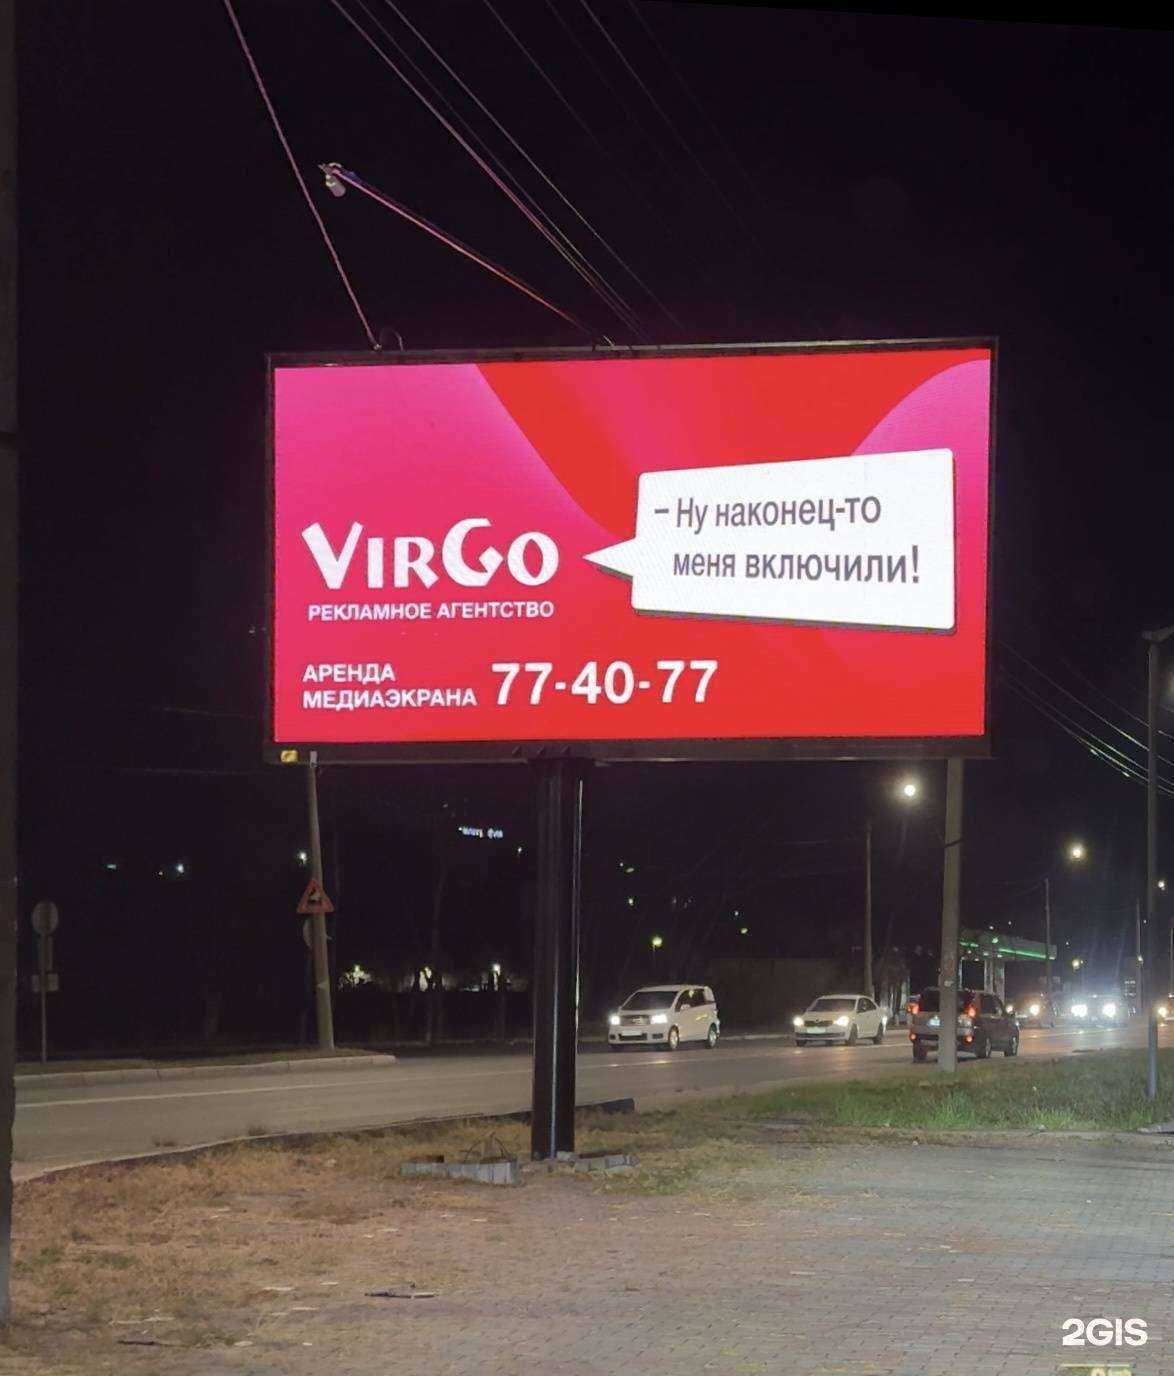 – Ну наконец-то
меня включили!
VIRGO
РЕКЛАМНОЕ АГЕНТСТВО
АРЕНДА
МЕДИАЭКРАНА
77-40-77
2GIS